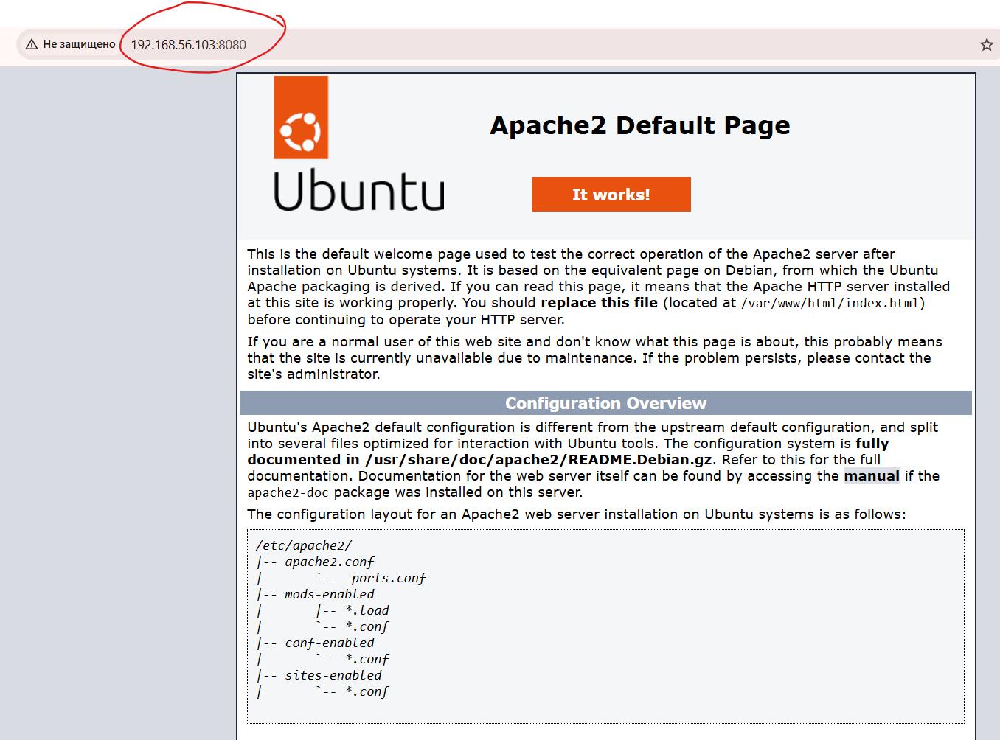 Не защищено 192.168.56.103:8080
Ubuntu
Apache2 Default Page
It works!
This is the default welcome page used to test the correct operation of the Apache2 server after
installation on Ubuntu systems. It is based on the equivalent page on Debian, from which the Ubuntu
Apache packaging is derived. If you can read this page, it means that the Apache HTTP server installed
at this site is working properly. You should replace this file (located at /var/www/html/index.html)
before continuing to operate your HTTP server.
If you are a normal user of this web site and don't know what this page is about, this probably means
that the site is currently unavailable due to maintenance. If the problem persists, please contact the
site's administrator.
Configuration Overview
Ubuntu's Apache2 default configuration is different from the upstream default configuration, and split
into several files optimized for interaction with Ubuntu tools. The configuration system is fully
documented in /usr/share/doc/apache2/README.Debian.gz. Refer to this for the full
documentation. Documentation for the web server itself can be found by accessing the manual if the
apache2-doc package was installed on this server.
The configuration layout for an Apache2 web server installation on Ubuntu systems is as follows:
/etc/apache2/
|-- apache2.conf
|       `--  ports.conf
|-- mods-enabled
|       |-- *.load
|       `-- *.conf
|-- conf-enabled
|       `-- *.conf
|-- sites-enabled
|       `-- *.conf